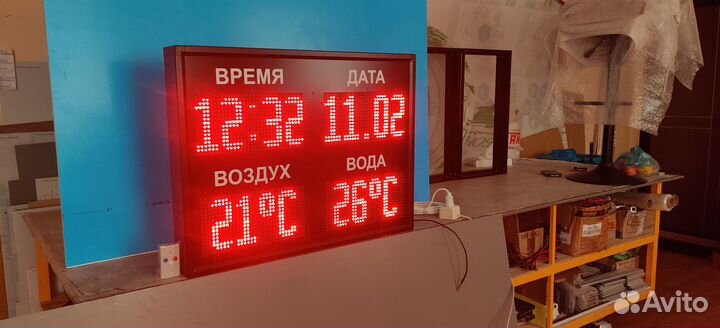 ВРЕМЯ ДАТА
12:32 11.02
ВОЗДУХ ВОДА
21°C 26°C
Avito